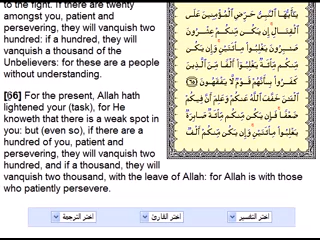 to the fight. If there are twenty
amongst you, patient and
persevering, they will vanquish two
hundred: if a hundred, they will
vanquish a thousand of the
Unbelievers: for these are a people
without understanding.
[66] For the present, Allah hath
lightened your (task), for He
knoweth that there is a weak spot in
you: but (even so), if there are a
hundred of you, patient and
persevering, they will vanquish two
hundred, and if a thousand, they will
vanquish two thousand, with the leave of Allah: for Allah is with those
who patiently persevere.
يَٰٓأَيُّهَا ٱلنَّبِيُّ حَرِّضِ ٱلْمُؤْمِنِينَ عَلَى
ٱلْقِتَالِ إِن يَكُن مِّنكُمْ عِشْرُونَ
صَٰبِرُونَ يَغْلِبُوا۟ مِا۟ئَتَيْنِ وَإِن يَكُن
مِّنكُم مِّا۟ئَةٌ يَغْلِبُوٓا۟ أَلْفًا مِّنَ ٱلَّذِينَ
كَفَرُوا۟ بِأَنَّهُمْ قَوْمٌ لَّا يَفْقَهُونَ ٦٥
ٱلْـَٰٔنَ خَفَّفَ ٱللَّهُ عَنكُمْ وَعَلِمَ أَنَّ فِيكُمْ
ضَعْفًا فَإِن يَكُن مِّنكُم مِّا۟ئَةٌ صَابِرَةٌ
يَغْلِبُوا۟ مِا۟ئَتَيْنِ وَإِن يَكُن مِّنكُمْ أَلْفٌ
اختر التفسير اختر القارئ اختر الترجمة